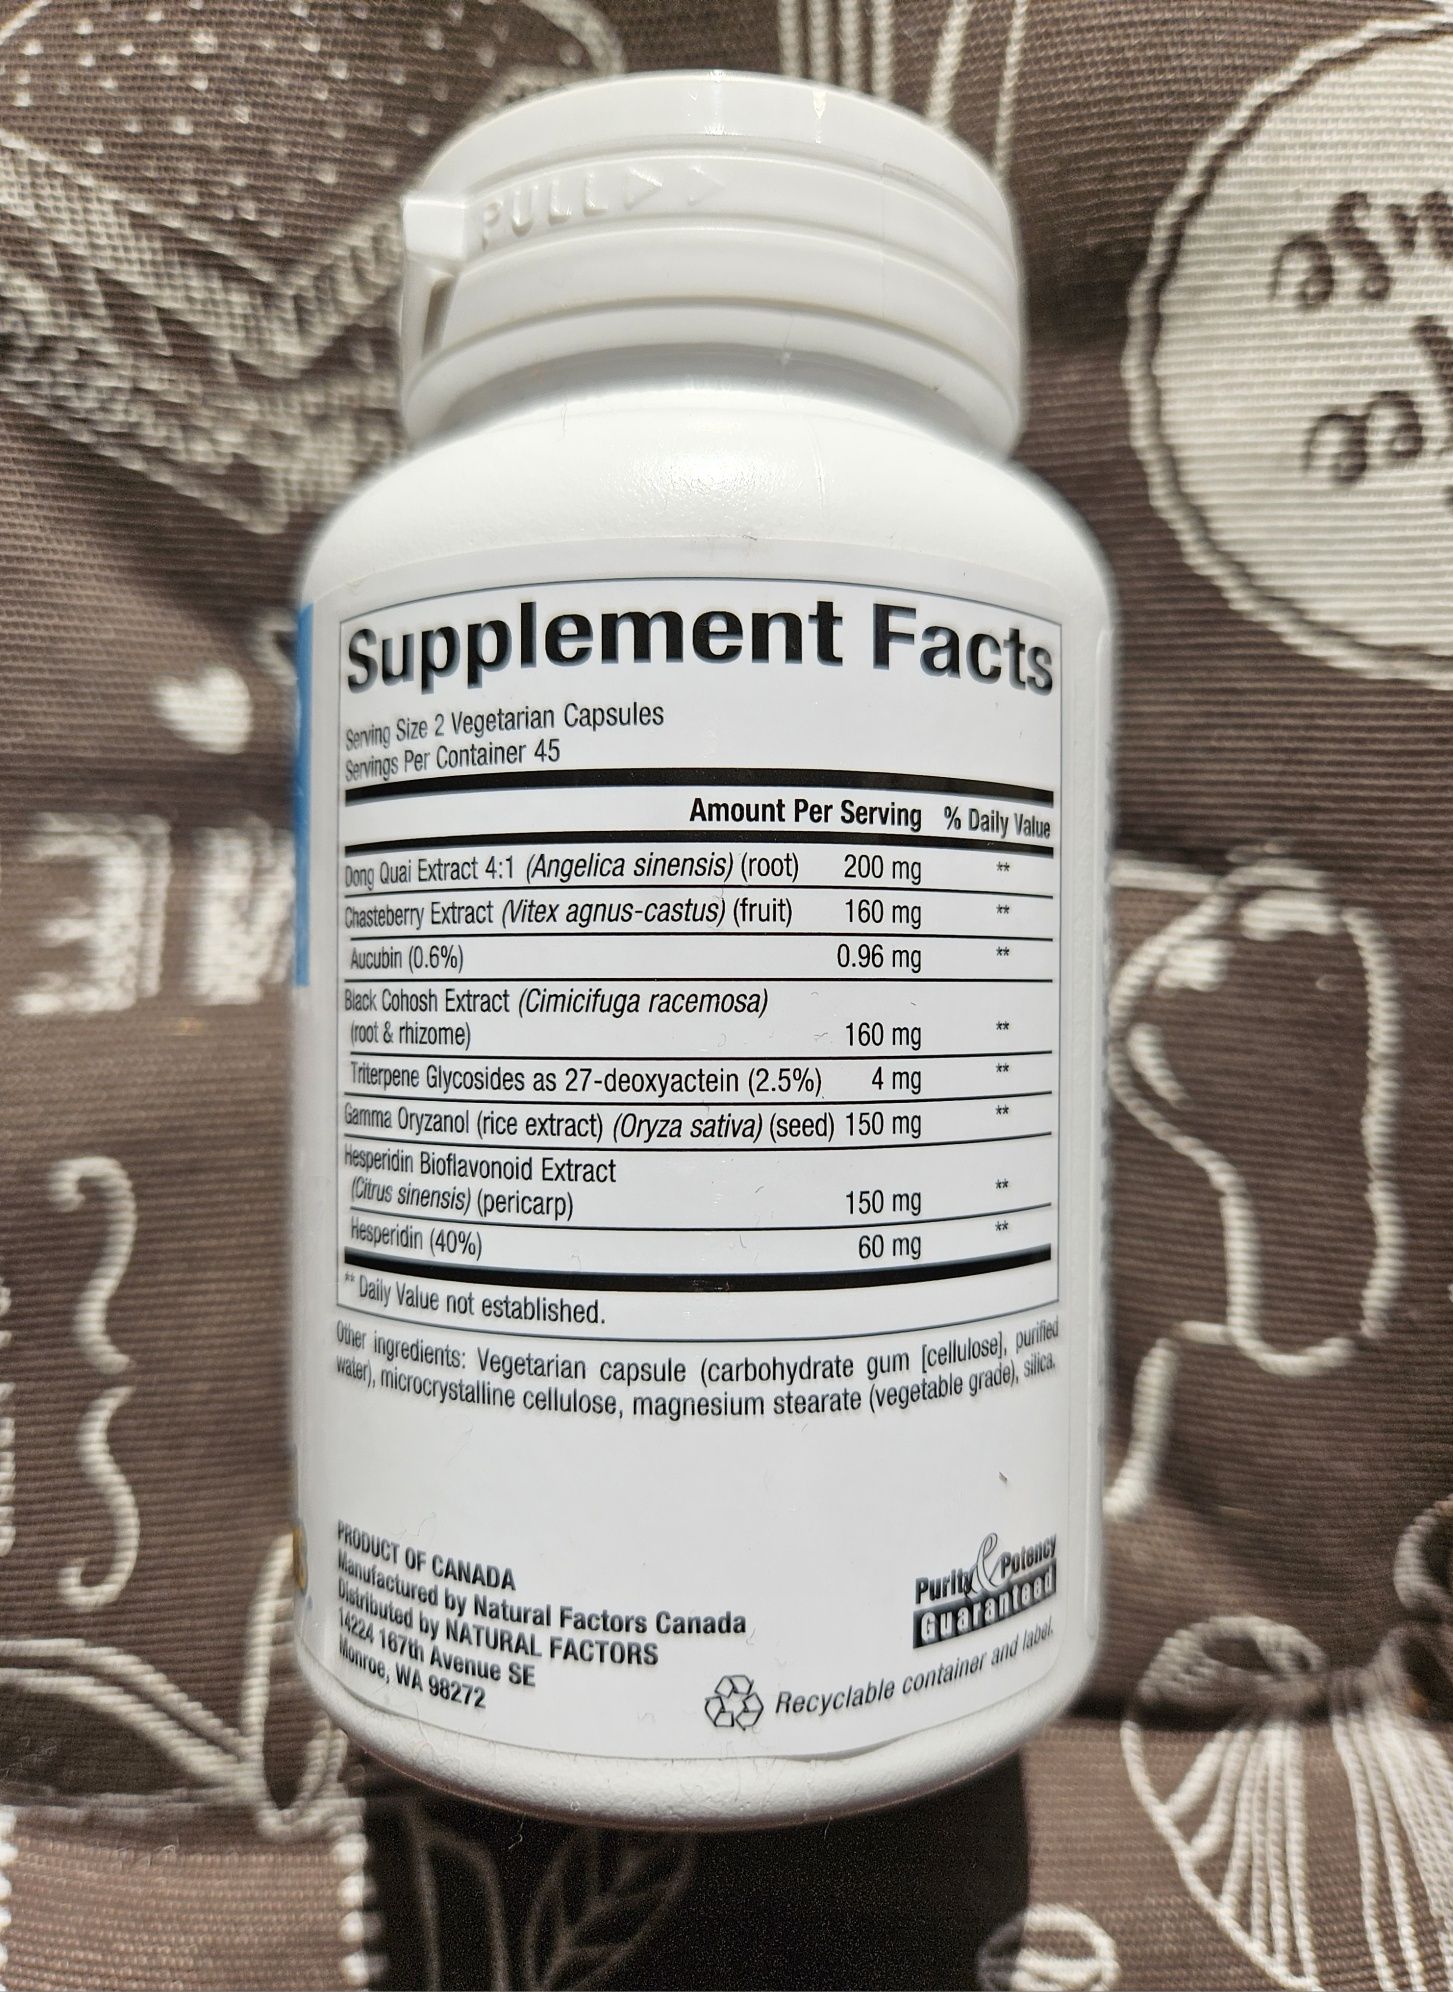 PULL
Supplement Facts
Serving Size 2 Vegetarian Capsules
Servings Per Container 45
Amount Per Serving % Daily Value
Dong Quai Extract 4:1 (Angelica sinensis) (root) 200 mg **
Chasteberry Extract (Vitex agnus-castus) (fruit) 160 mg **
Aucubin (0.6%) 0.96 mg **
Black Cohosh Extract (Cimicifuga racemosa)
(root & rhizome) 160 mg **
Triterpene Glycosides as 27-deoxyactein (2.5%) 4 mg **
Gamma Oryzanol (rice extract) (Oryza sativa) (seed) 150 mg **
Hesperidin Bioflavonoid Extract
(Citrus sinensis) (pericarp) 150 mg **
Hesperidin (40%) 60 mg **
** Daily Value not established.
Other ingredients: Vegetarian capsule (carbohydrate gum [cellulose], purified
water), microcrystalline cellulose, magnesium stearate (vegetable grade), silica.
PRODUCT OF CANADA
Manufactured by Natural Factors Canada
Distributed by NATURAL FACTORS
14224 167th Avenue SE
Monroe, WA 98272
Purity & Potency
Guaranteed
Recyclable container and label.